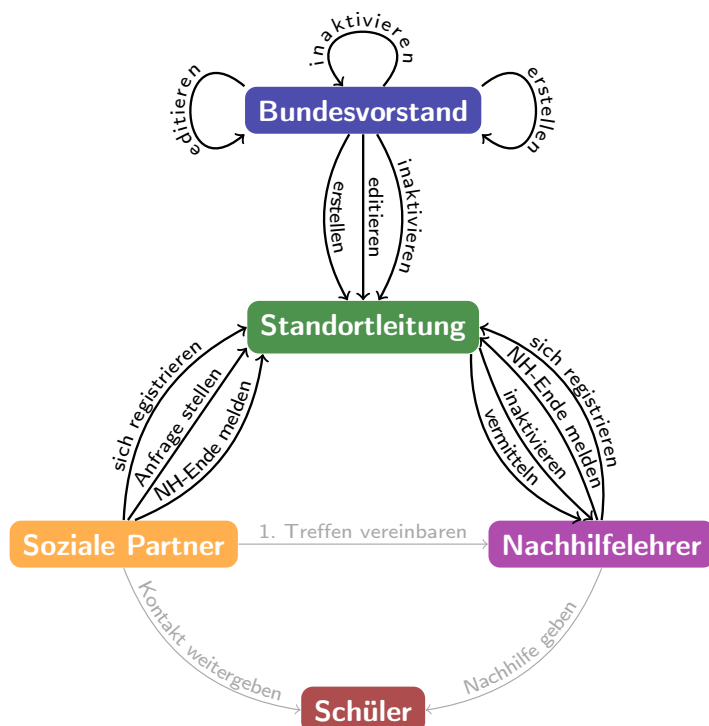 inaktivieren
editieren
erstellen
Bundesvorstand
erstellen
editieren
inaktivieren
Standortleitung
sich registrieren
Anfrage stellen
NH-Ende melden
sich registrieren
NH-Ende melden
inaktivieren
vermitteln
Soziale Partner
1. Treffen vereinbaren
Nachhilfelehrer
Kontakt weitergeben
Nachhilfe geben
Schüler